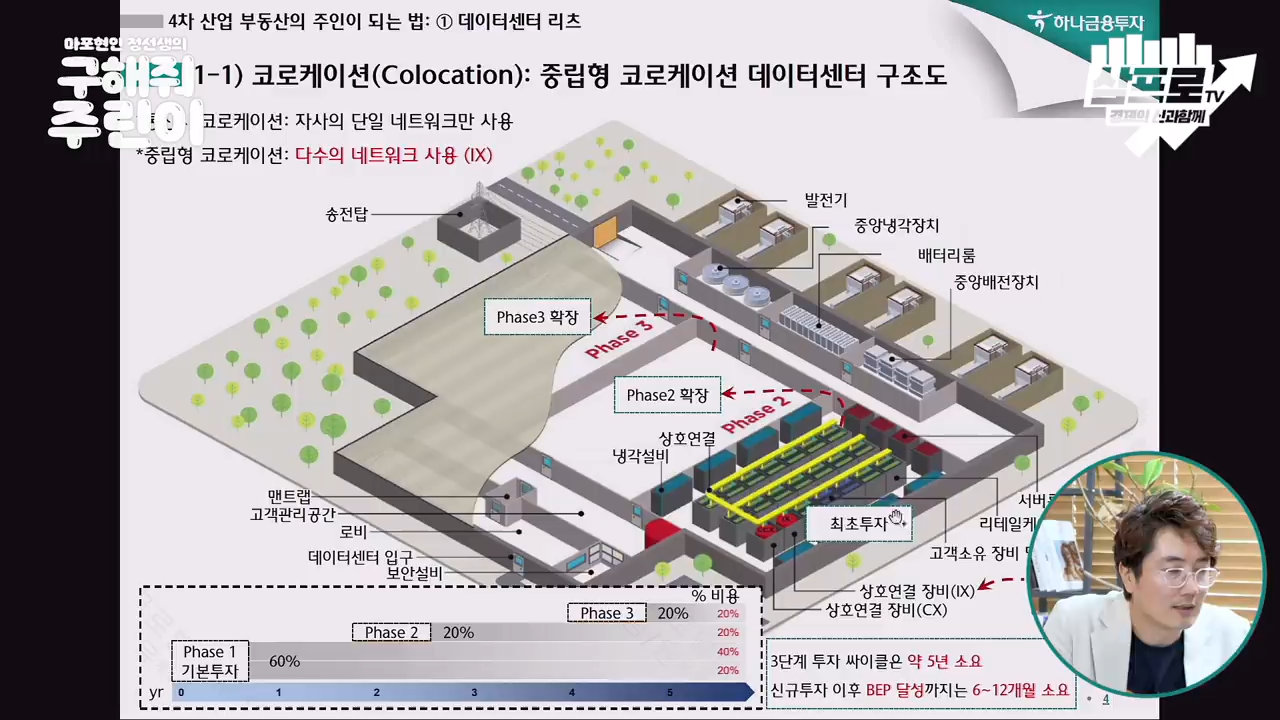 4차 산업 부동산의 주인이 되는 법: ① 데이터센터 리츠
하나금융투자
마포현인 정선생의
구해줘
주린이
삼프로TV
경제의 신과함께
1-1) 코로케이션(Colocation): 중립형 코로케이션 데이터센터 구조도
코로케이션: 자사의 단일 네트워크만 사용
*중립형 코로케이션: 다수의 네트워크 사용 (IX)
송전탑
발전기
중앙냉각장치
배터리룸
중앙배전장치
Phase3 확장
Phase 3
Phase2 확장
Phase 2
상호연결
냉각설비
맨트랩
고객관리공간
로비
데이터센터 입구
보안설비
최초투자
리테일케
고객소유 장비
상호연결 장비(IX)
상호연결 장비(CX)
% 비용
Phase 3 20% 20%
Phase 2 20% 20%
Phase 1
기본투자
60%
40%
20%
yr 0 1 2 3 4 5
3단계 투자 싸이클은 약 5년 소요
신규투자 이후 BEP 달성까지는 6~12개월 소요
4